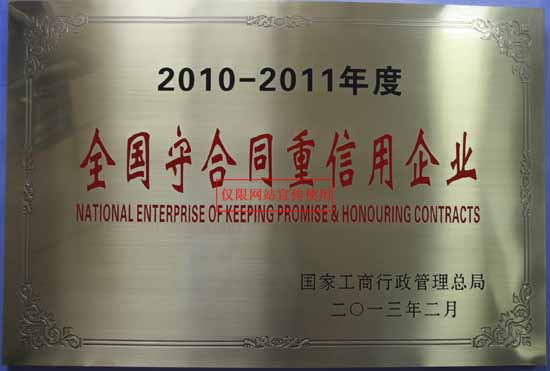 2010-2011年度
全国守合同重信用企业
仅限网站宣传使用
NATIONAL ENTERPRISE OF KEEPING PROMISE & HONOURING CONTRACTS
国家工商行政管理总局
二〇一三年二月